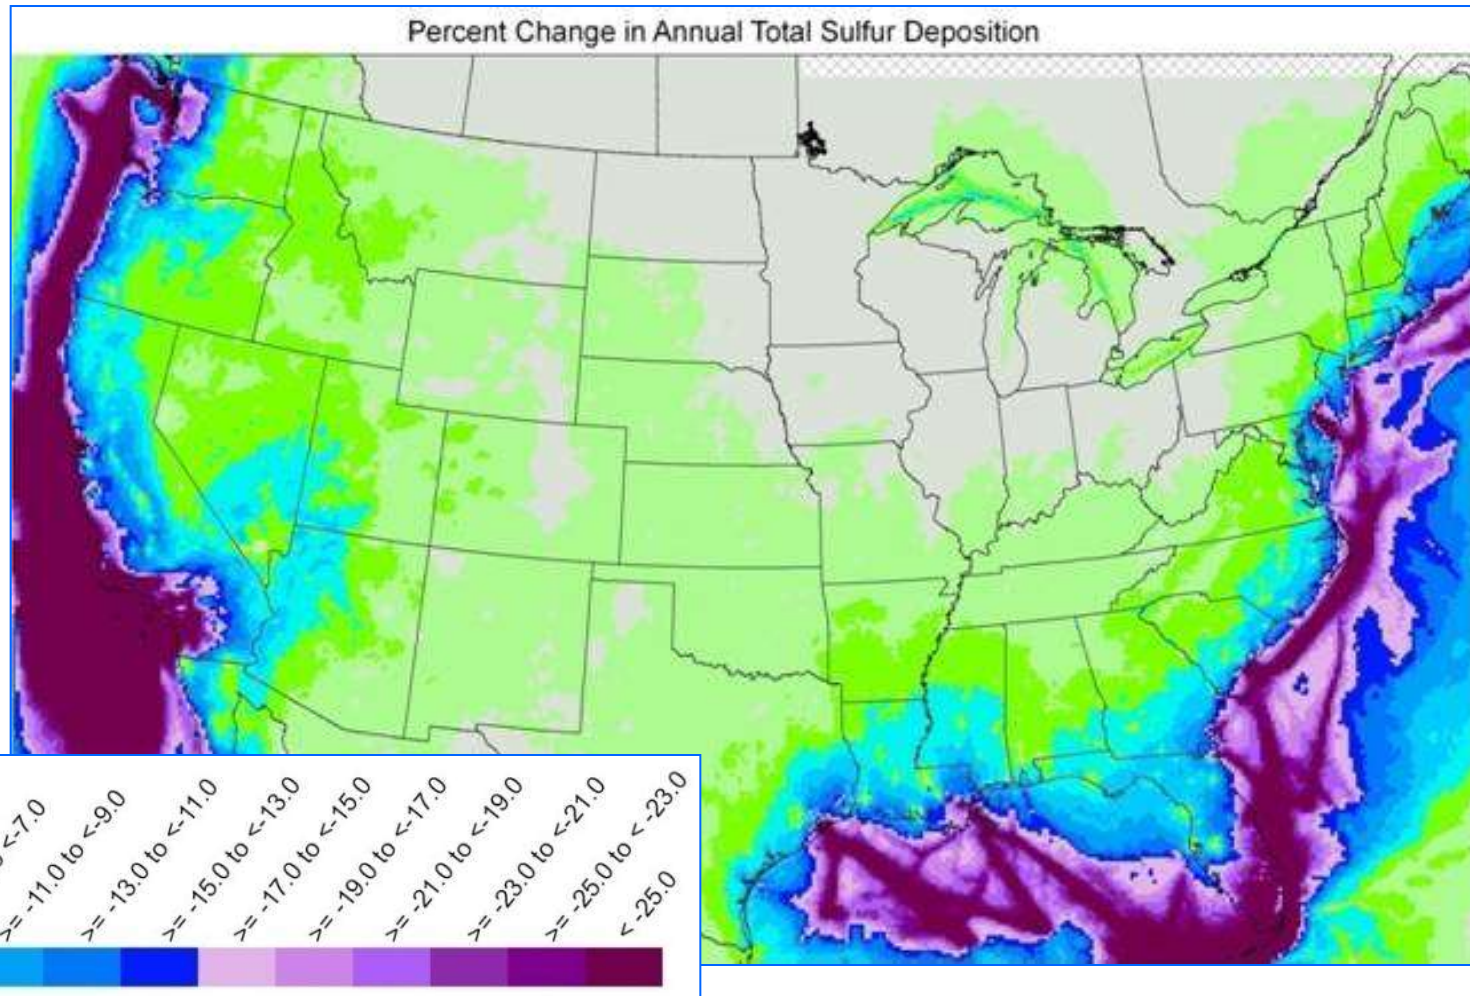 Percent Change in Annual Total Sulfur Deposition
<-7.0
>= -11.0 to <-9.0
>= -13.0 to <-11.0
>= -15.0 to <-13.0
>= -17.0 to <-15.0
>= -19.0 to <-17.0
>= -21.0 to <-19.0
>= -23.0 to <-21.0
>= -25.0 to < -23.0
< -25.0